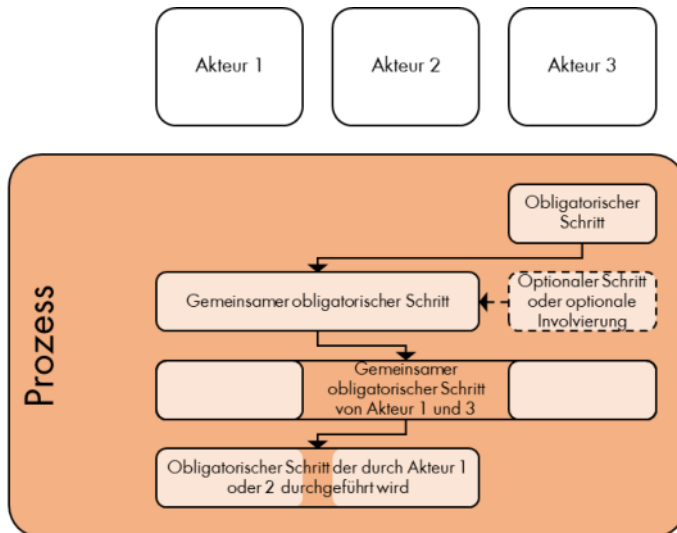 Akteur 1
Akteur 2
Akteur 3
Prozess
Obligatorischer
Schritt
Gemeinsamer obligatorischer Schritt
Optionaler Schritt
oder optionale
Involvierung
Gemeinsamer
obligatorischer Schritt
von Akteur 1 und 3
Obligatorischer Schritt der durch Akteur 1
oder 2 durchgeführt wird